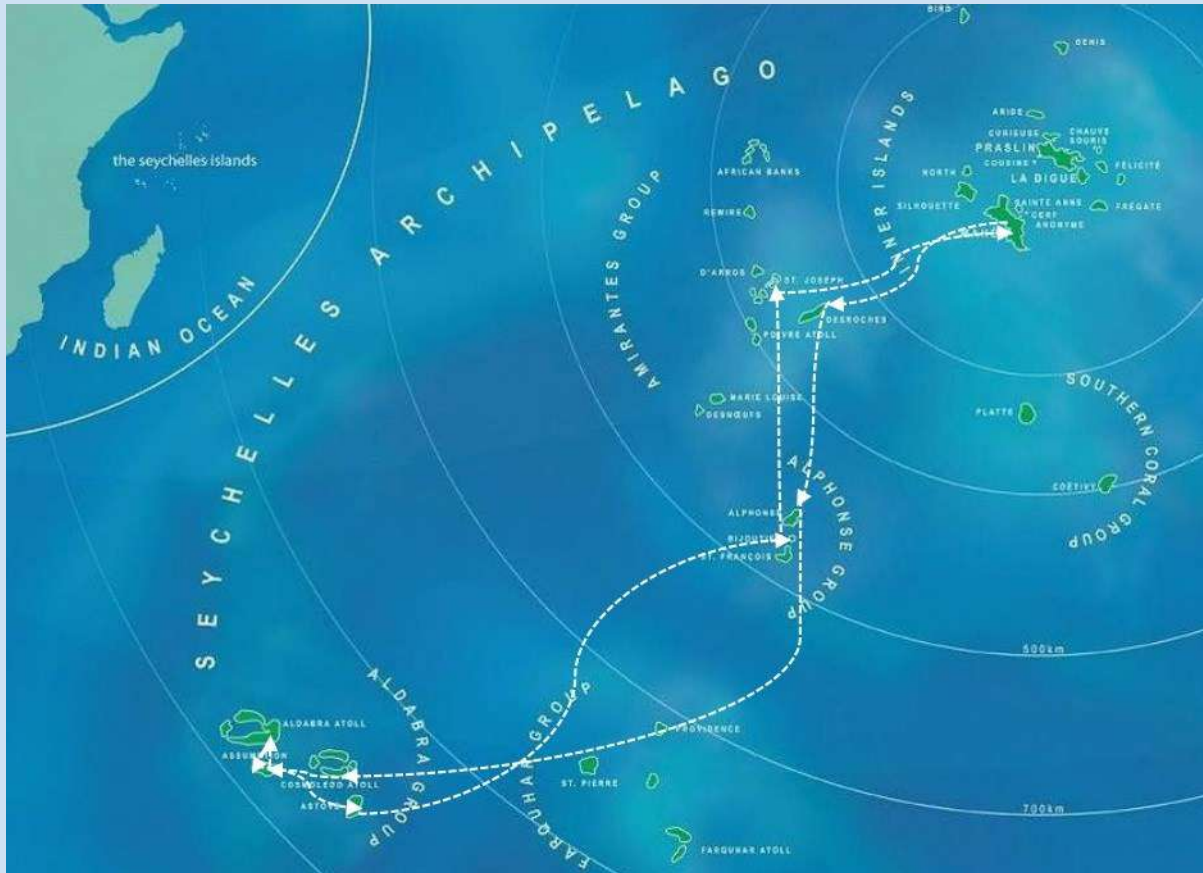 BIRD
DENIS
ARIDE
CURIEUSE
CHAUVE
SOURIS
PRASLIN
COUSINE
FÉLICITÉ
NORTH
LA DIGUE
SILHOUETTE
SAINTE ANNE
CERF
FRÉGATE
ANONYME
INNER ISLANDS
the seychelles islands
INDIAN OCEAN
SEYCHELLES ARCHIPELAGO
AFRICAN BANKS
REMIRE
AMIRANTES GROUP
D'ARROS
ST. JOSEPH
DESROCHES
POIVRE ATOLL
MARIE LOUISE
DESNŒUFS
PLATTE
COËTIVY
SOUTHERN CORAL GROUP
ALPHONSE
ST. FRANÇOIS
ALPHONSE GROUP
500km
ALDABRA ATOLL
COSMOLEDO ATOLL
ALDABRA GROUP
PROVIDENCE
ST. PIERRE
FARQUHAR GROUP
FARQUHAR ATOLL
700km